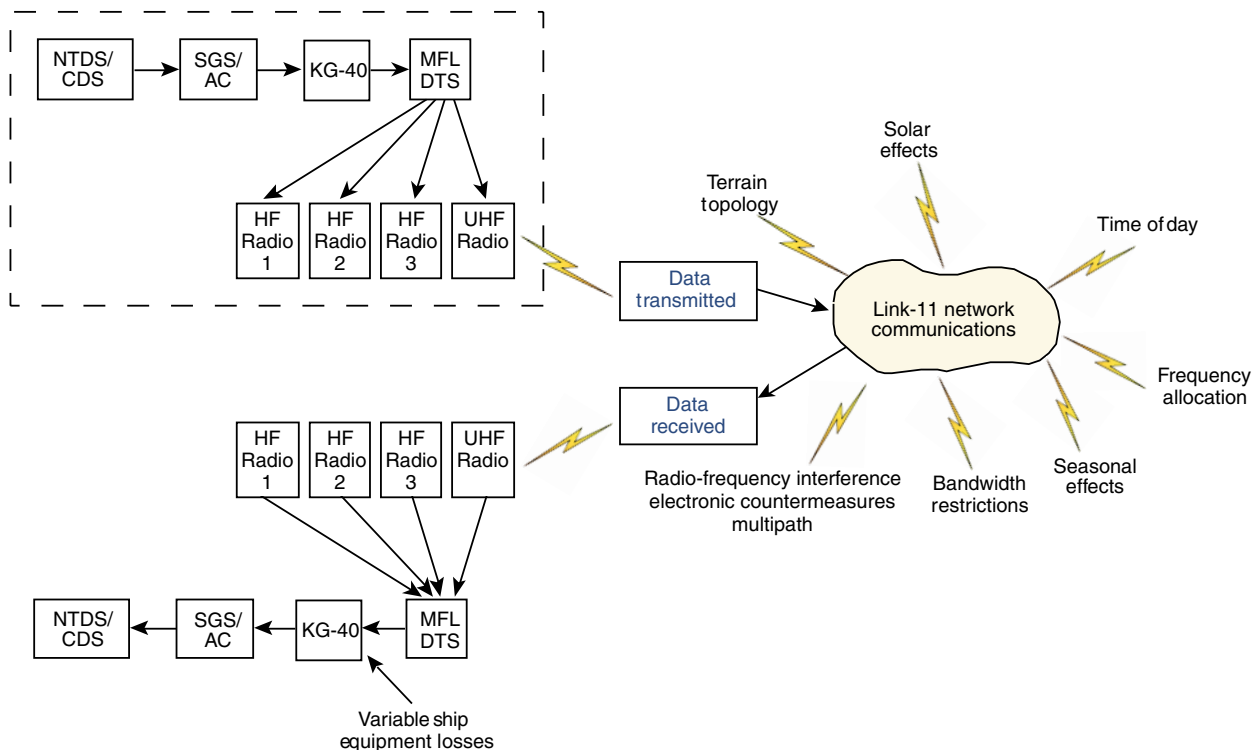 NTDS/
CDS
SGS/
AC
KG-40
MFL
DTS
HF
Radio
1
HF
Radio
2
HF
Radio
3
UHF
Radio
Data
transmitted
Terrain
topology
Solar
effects
Time of day
Link-11 network
communications
Frequency
allocation
Seasonal
effects
Bandwidth
restrictions
Radio-frequency interference
electronic countermeasures
multipath
Data
received
HF
Radio
1
HF
Radio
2
HF
Radio
3
UHF
Radio
NTDS/
CDS
SGS/
AC
KG-40
MFL
DTS
Variable ship
equipment losses